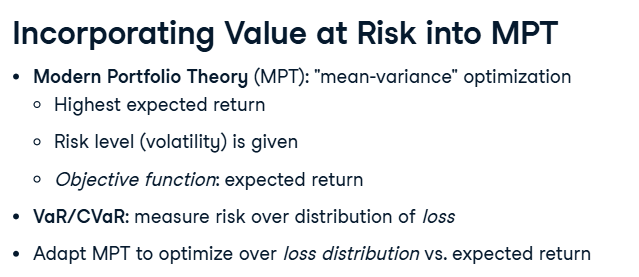 Incorporating Value at Risk into MPT
• Modern Portfolio Theory (MPT): "mean-variance" optimization
○ Highest expected return
○ Risk level (volatility) is given
○ Objective function: expected return
• VaR/CVaR: measure risk over distribution of loss
• Adapt MPT to optimize over loss distribution vs. expected return